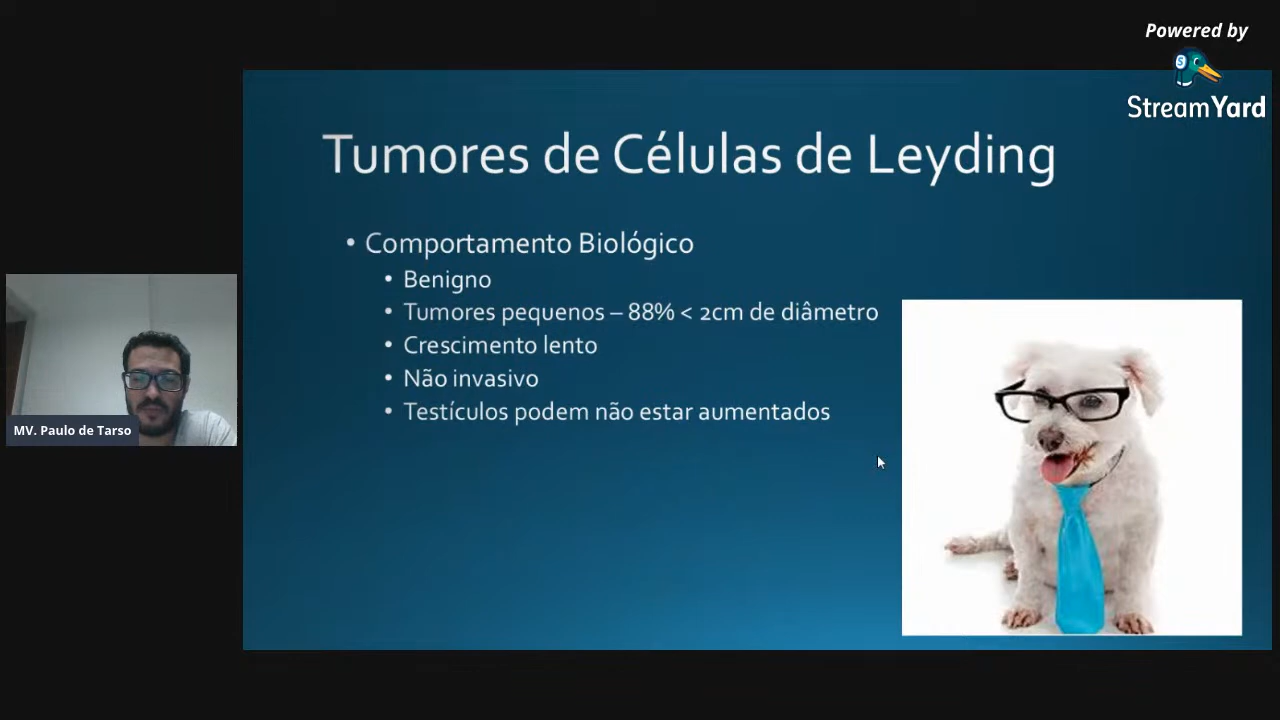 Powered by
StreamYard
Tumores de Células de Leyding
• Comportamento Biológico
• Benigno
• Tumores pequenos – 88% < 2cm de diâmetro
• Crescimento lento
• Não invasivo
• Testículos podem não estar aumentados
MV. Paulo de Tarso